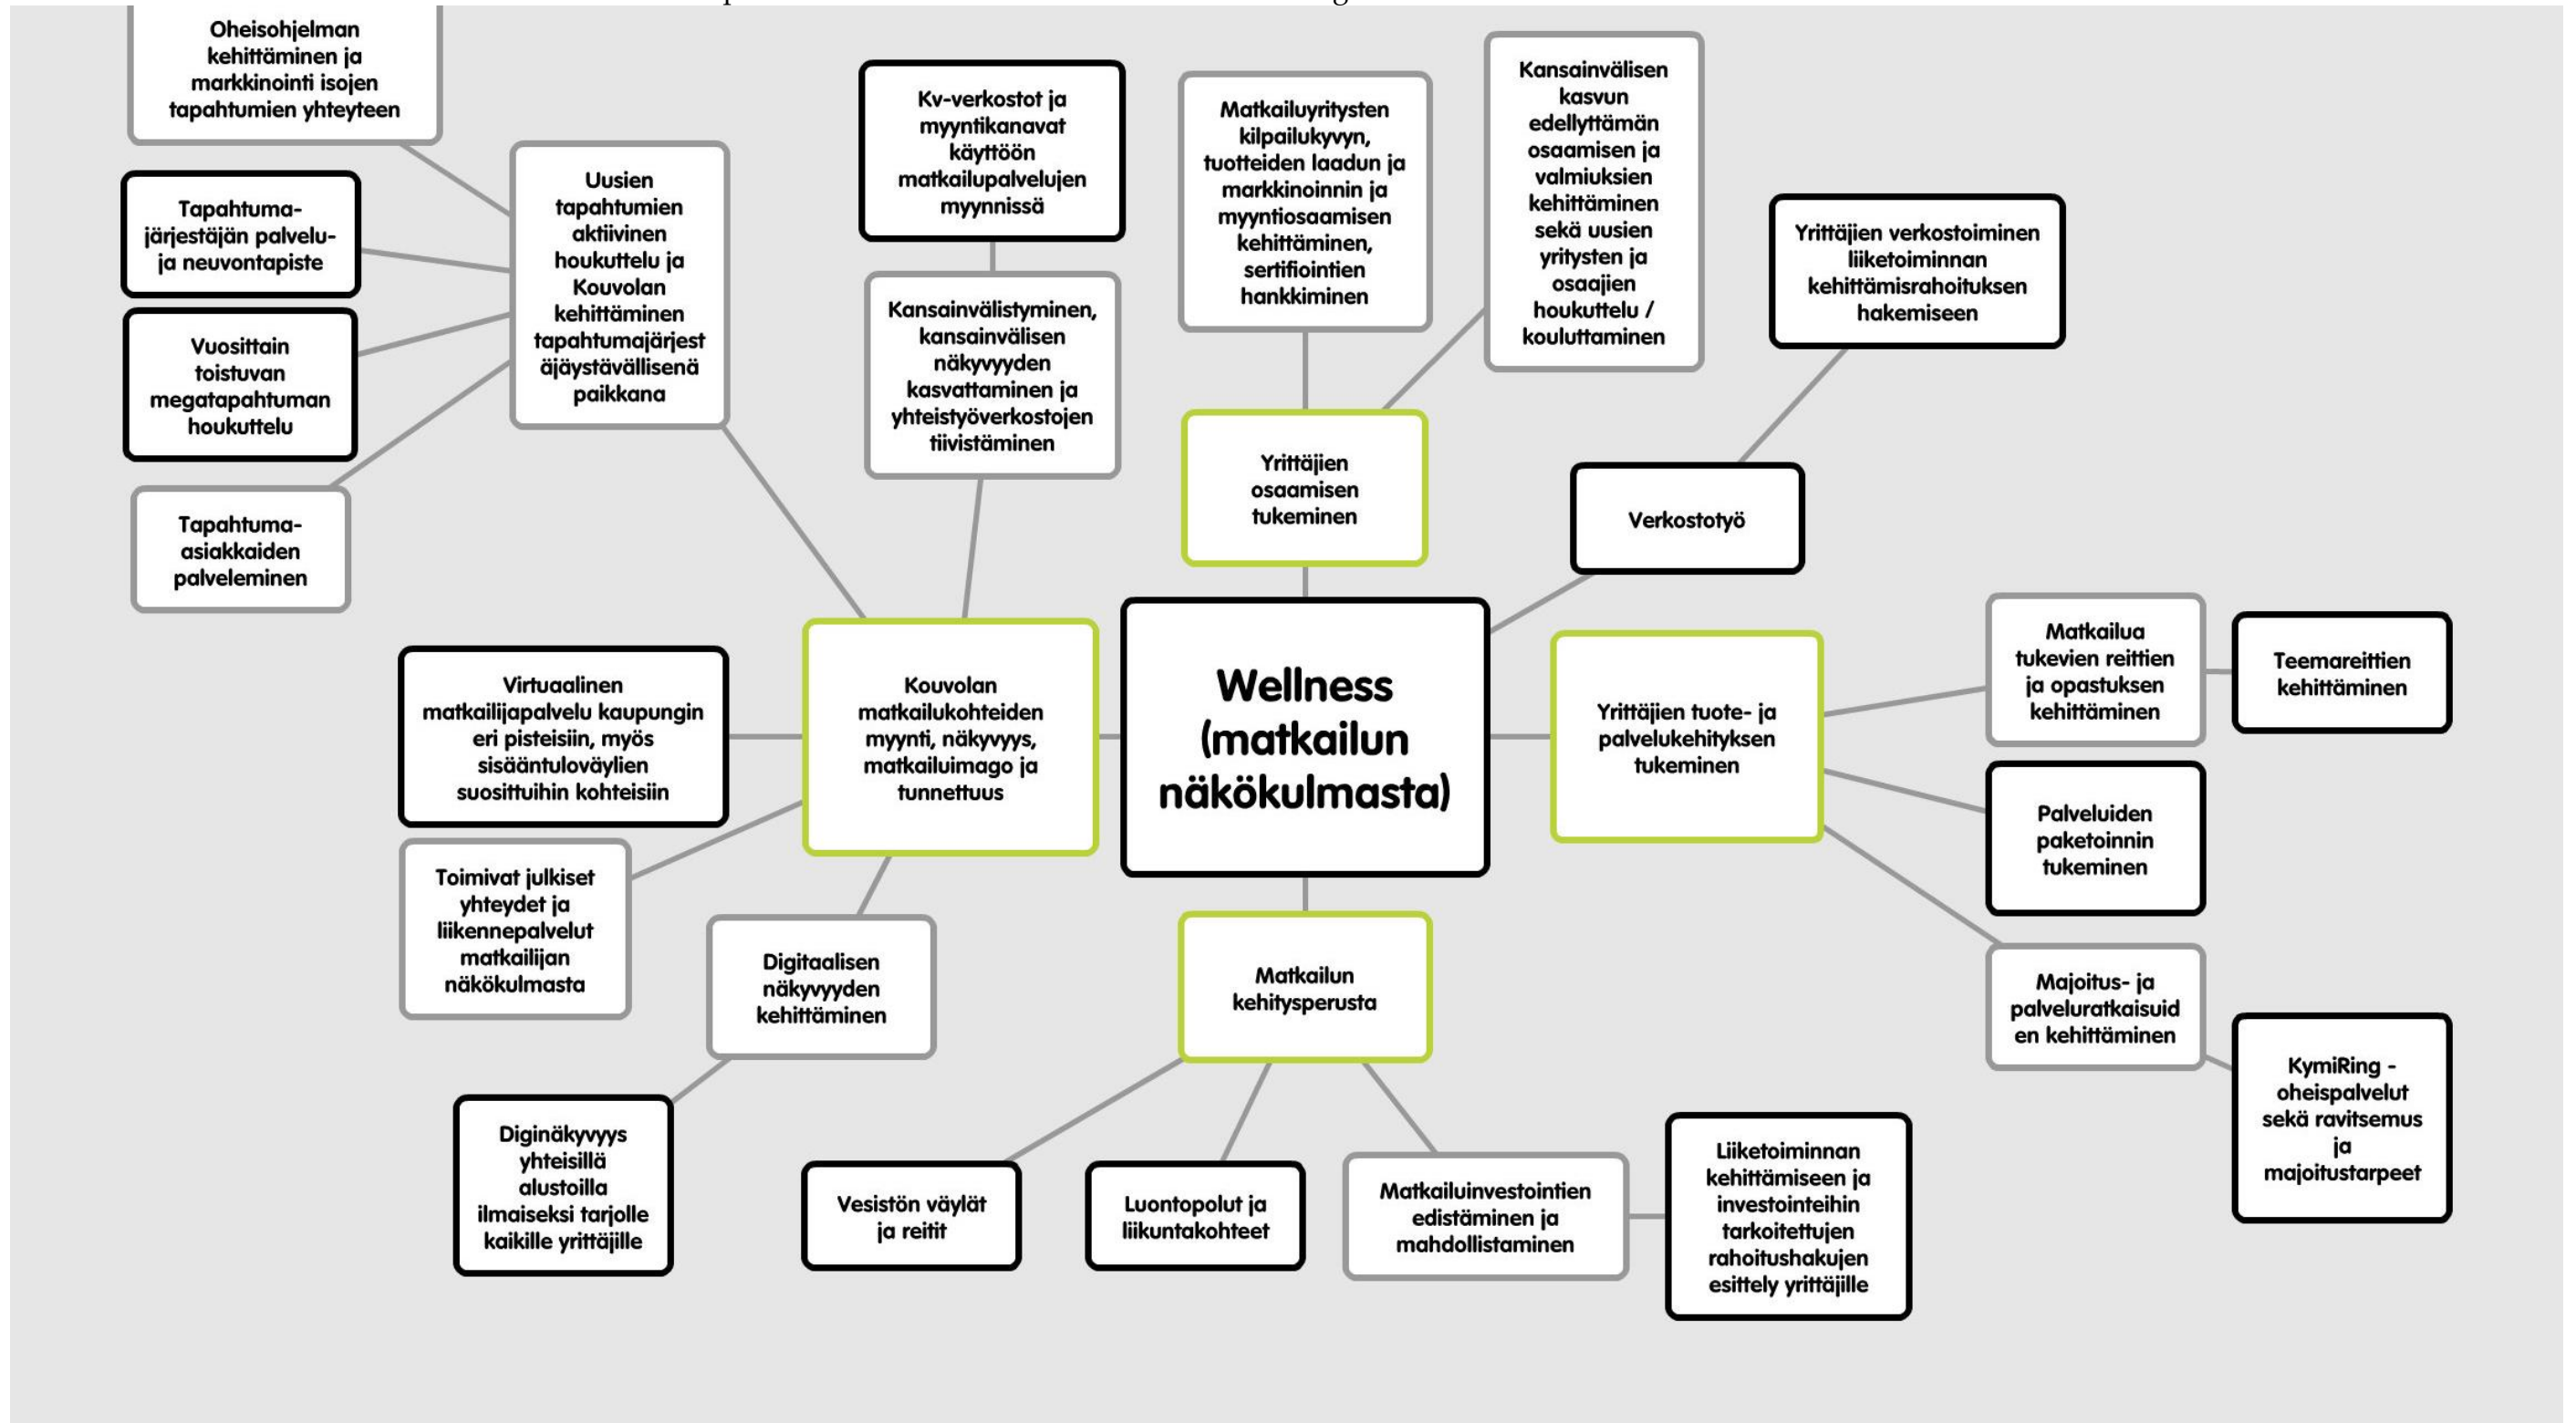 Oheisohjelman
kehittäminen ja
markkinointi isojen
tapahtumien yhteyteen
Tapahtuma-
järjestäjän palvelu-
ja neuvontapiste
Vuosittain
toistuvan
megatapahtuman
houkuttelu
Tapahtuma-
asiakkaiden
palveleminen
Uusien
tapahtumien
aktiivinen
houkuttelu ja
Kouvolan
kehittäminen
tapahtumajärjest
äjäystävällisenä
paikkana
Kv-verkostot ja
myyntikanavat
käyttöön
matkailupalvelujen
myynnissä
Kansainvälistyminen,
kansainvälisen
näkyvyyden
kasvattaminen ja
yhteistyöverkostojen
tiivistäminen
Matkailuyritysten
kilpailukyvyn,
tuotteiden laadun ja
markkinoinnin ja
myyntiosaamisen
kehittäminen,
sertifiointien
hankkiminen
Kansainvälisen
kasvun
edellyttämän
osaamisen ja
valmiuksien
kehittäminen
sekä uusien
yritysten ja
osaajien
houkuttelu /
kouluttaminen
Yrittäjien verkostoiminen
liiketoiminnan
kehittämisrahoituksen
hakemiseen
Yrittäjien
osaamisen
tukeminen
Verkostotyö
Virtuaalinen
matkailijapalvelu kaupungin
eri pisteisiin, myös
sisääntuloväylien
suosittuihin kohteisiin
Kouvolan
matkailukohteiden
myynti, näkyvyys,
matkailuimago ja
tunnettuus
Wellness
(matkailun
näkökulmasta)
Yrittäjien tuote- ja
palvelukehityksen
tukeminen
Matkailua
tukevien reittien
ja opastuksen
kehittäminen
Teemareittien
kehittäminen
Palveluiden
paketoinnin
tukeminen
Toimivat julkiset
yhteydet ja
liikennepalvelut
matkailijan
näkökulmasta
Digitaalisen
näkyvyyden
kehittäminen
Matkailun
kehitysperusta
Majoitus- ja
palveluratkaisuid
en kehittäminen
KymiRing -
oheispalvelut
sekä ravitsemus
ja
majoitustarpeet
Diginäkyvyys
yhteisillä
alustoilla
ilmaiseksi tarjolle
kaikille yrittäjille
Vesistön väylät
ja reitit
Luontopolut ja
liikuntakohteet
Matkailuinvestointien
edistäminen ja
mahdollistaminen
Liiketoiminnan
kehittämiseen ja
investointeihin
tarkoitettujen
rahoitushakujen
esittely yrittäjille